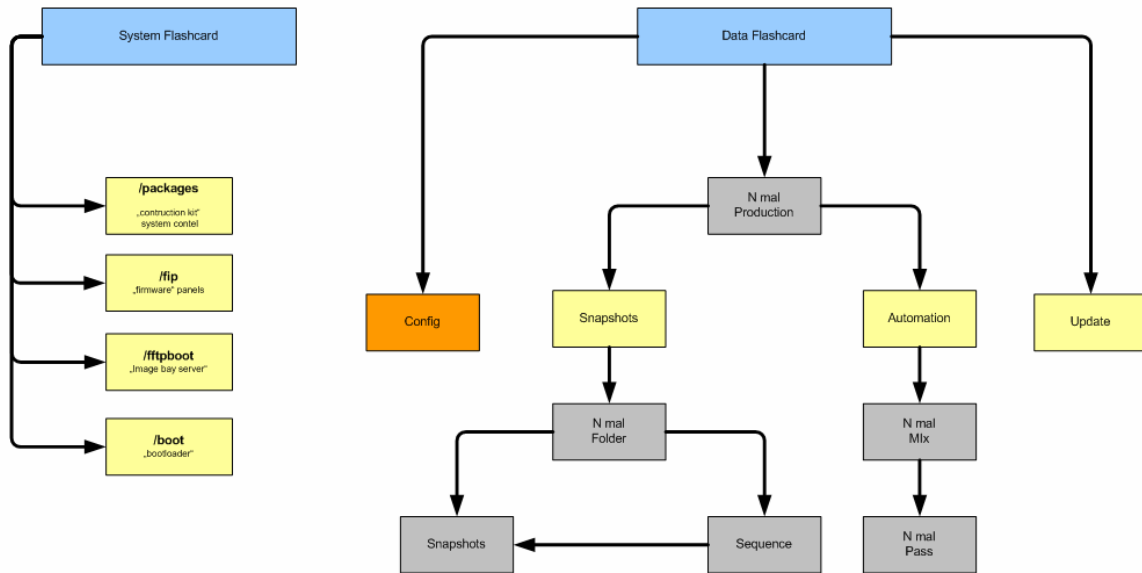 System Flashcard
Data Flashcard
/packages
„contruction kit"
system contel
N mal
Production
/fip
„firmware" panels
Config
Snapshots
Automation
Update
/fftpboot
„Image bay server"
N mal
Folder
N mal
MIx
/boot
„bootloader"
Snapshots
Sequence
N mal
Pass